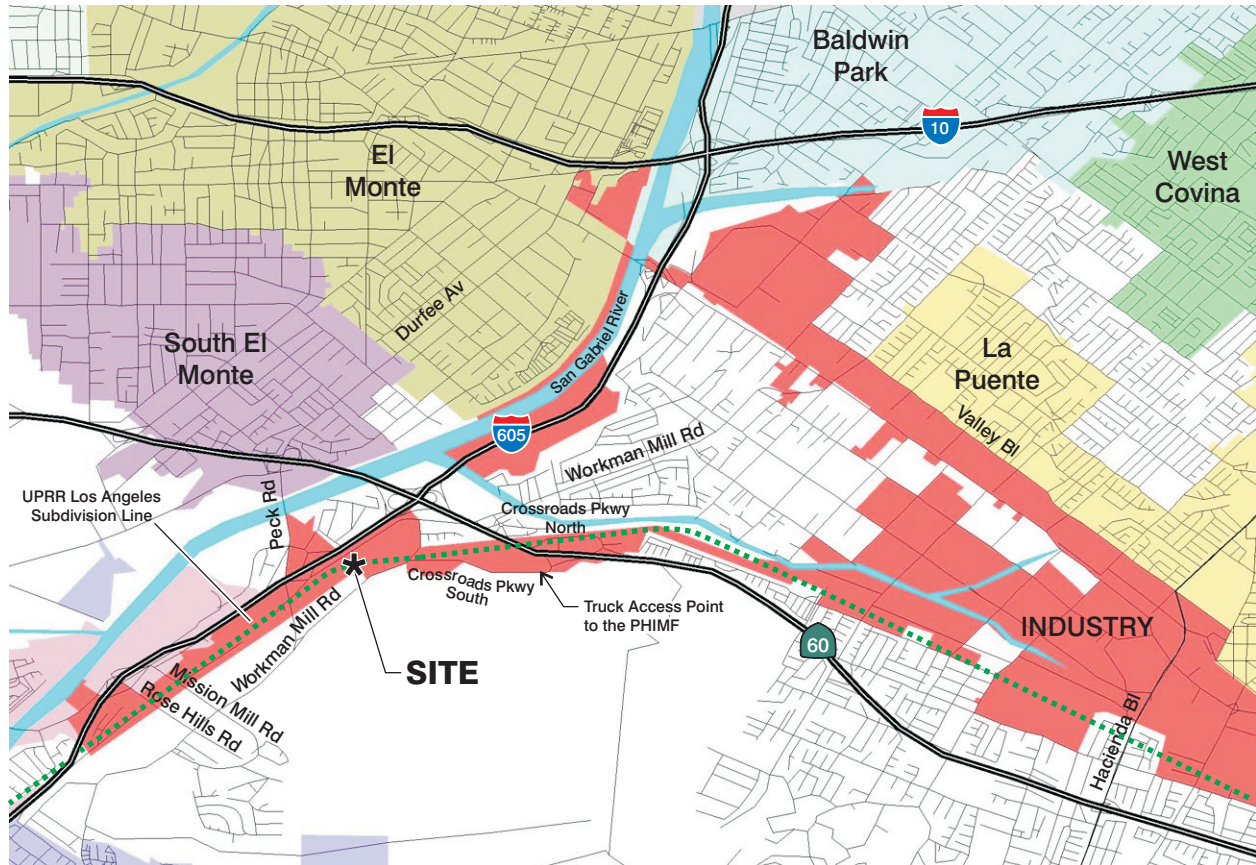 Baldwin
Park
10
El
Monte
West
Covina
Durfee Av
San Gabriel River
South El
Monte
La
Puente
Valley Bl
605
Workman Mill Rd
UPRR Los Angeles
Subdivision Line
Peck Rd
Crossroads Pkwy
North
Crossroads Pkwy
South
Truck Access Point
to the PHIMF
INDUSTRY
60
*
SITE
Workman Mill Rd
Mission Mill Rd
Rose Hills Rd
Hacienda Bl